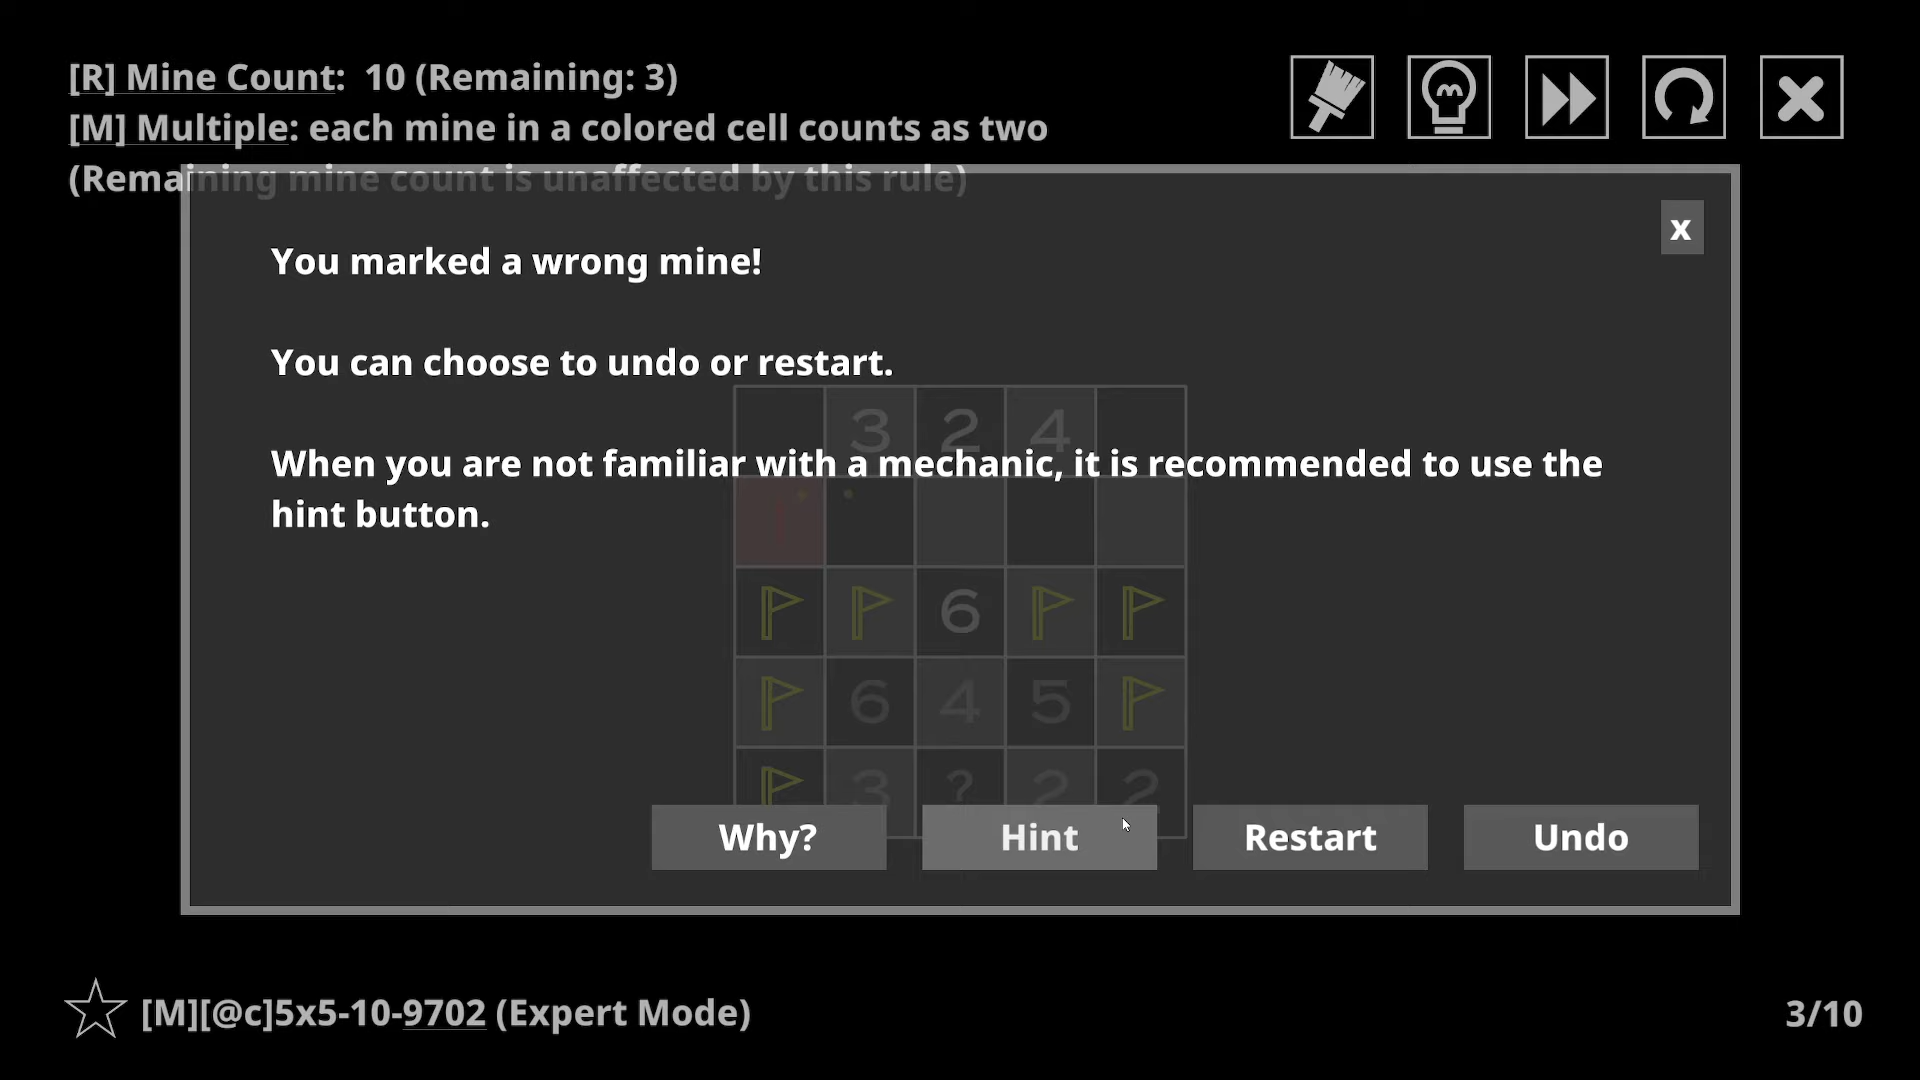 [R] Mine Count: 10 (Remaining: 3)
[M] Multiple: each mine in a colored cell counts as two
(Remaining mine count is unaffected by this rule)
x
You marked a wrong mine!
You can choose to undo or restart.
3 2 4
When you are not familiar with a mechanic, it is recommended to use the
hint button.
6
6 4 5
3 ? 2 2
Why? Hint Restart Undo
[M][@c]5x5-10-9702 (Expert Mode)
3/10